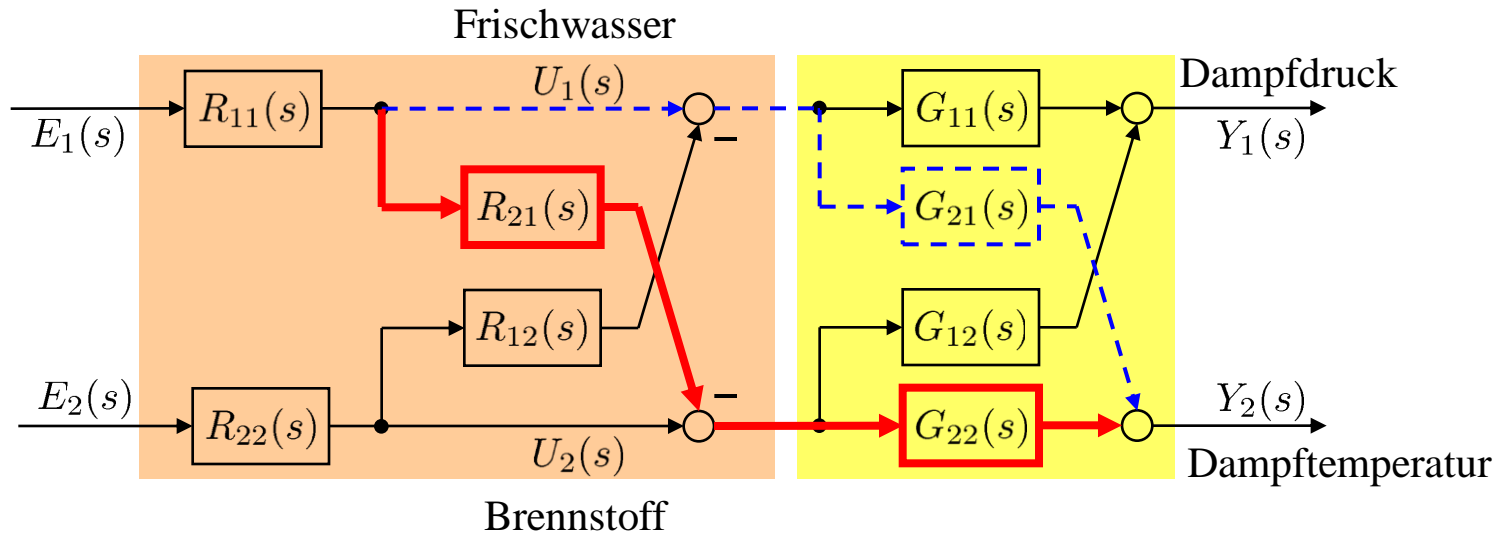 Frischwasser
U₁(s)
Dampfdruck
R₁₁(s)
G₁₁(s)
E₁(s)
–
Y₁(s)
R₂₁(s)
G₂₁(s)
R₁₂(s)
G₁₂(s)
E₂(s)
–
Y₂(s)
R₂₂(s)
G₂₂(s)
U₂(s)
Dampftemperatur
Brennstoff